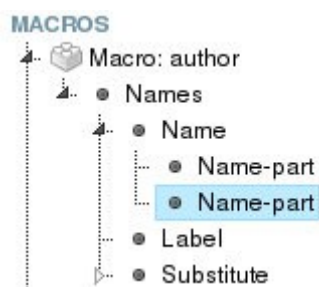 MACROS
Macro: author
Names
Name
Name-part
Name-part
Label
Substitute